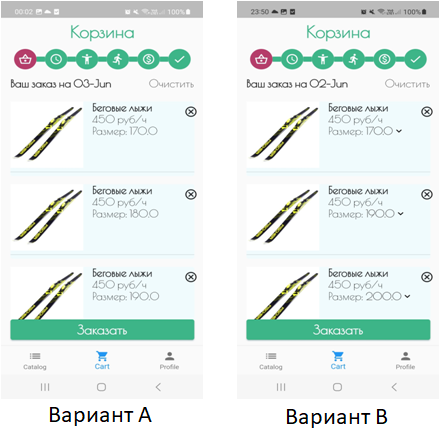 00:02 100%
Корзина
Ваш заказ на 03-Jun Очистить
Беговые лыжи
450 руб/ч
Размер: 170.0
Беговые лыжи
450 руб/ч
Размер: 180.0
Беговые лыжи
450 руб/ч
Размер: 190.0
Заказать
Catalog Cart Profile
Вариант А
23:50 100%
Корзина
Ваш заказ на 02-Jun Очистить
Беговые лыжи
450 руб/ч
Размер: 170.0
Беговые лыжи
450 руб/ч
Размер: 190.0
Беговые лыжи
450 руб/ч
Размер: 200.0
Заказать
Catalog Cart Profile
Вариант В